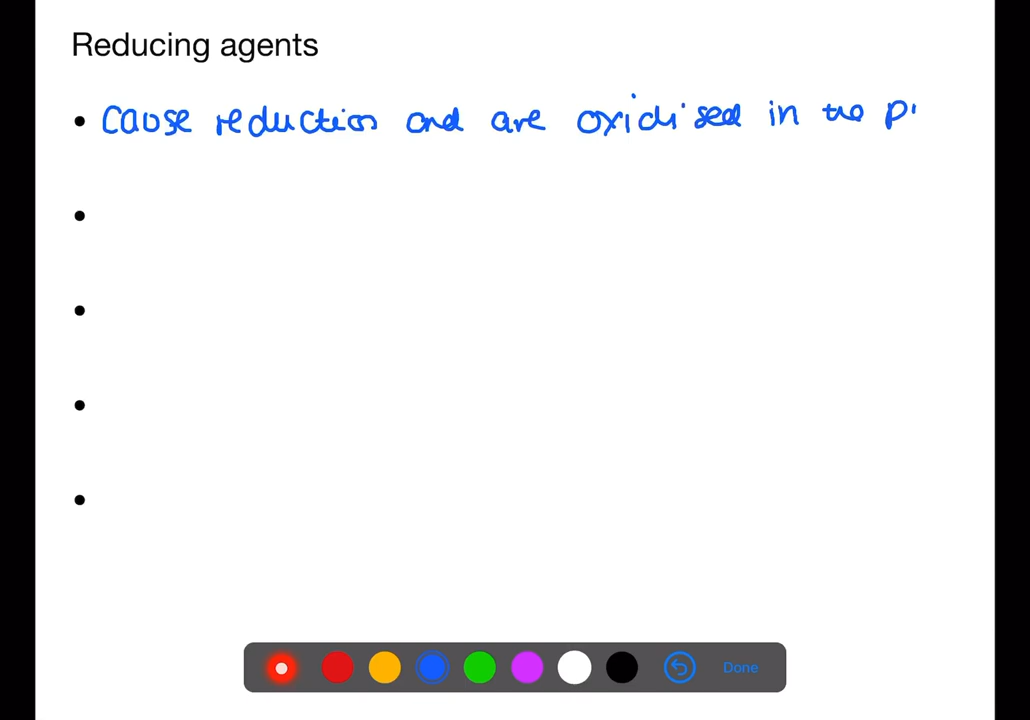 Reducing agents
• cause reduction and are oxidised in the
•
•
•
•
Done